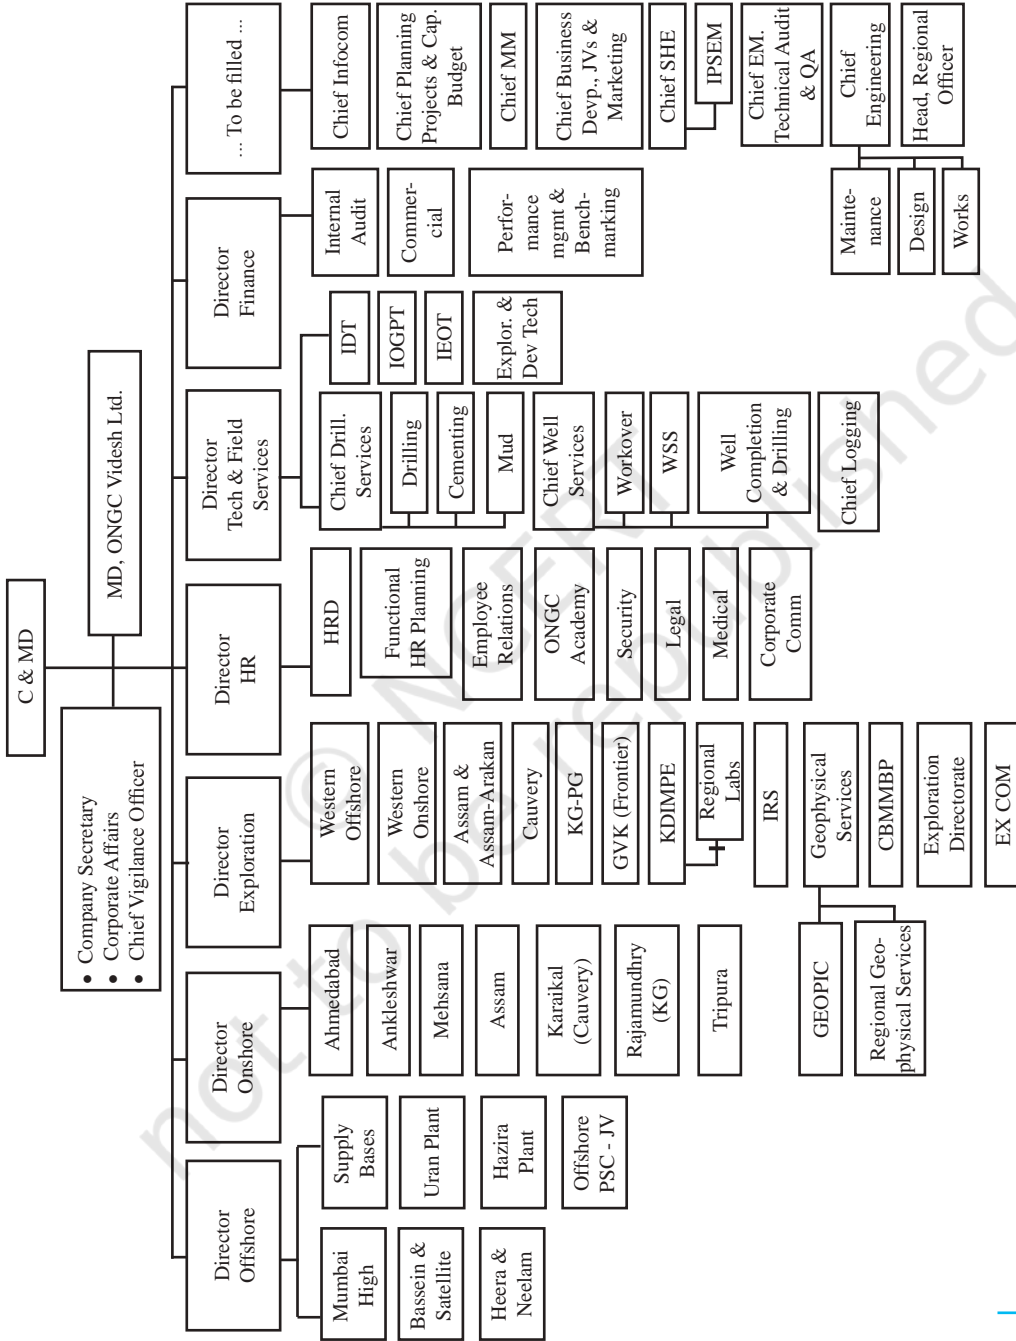 C & MD
MD, ONGC Videsh Ltd.
• Company Secretary
• Corporate Affairs
• Chief Vigilance Officer
Director
Offshore
Director
Onshore
Director
Exploration
Director
HR
Director
Tech & Field
Services
Director
Finance
... To be filled ...
Mumbai
High
Bassein &
Satellite
Heera &
Neelam
Supply
Bases
Uran Plant
Hazira
Plant
Offshore
PSC - JV
Ahmedabad
Ankleshwar
Mehsana
Assam
Karaikal
(Cauvery)
Rajamundhry
(KG)
Tripura
Western
Offshore
Western
Onshore
Assam &
Assam-Arakan
Cauvery
KG-PG
GVK (Frontier)
KDIMPE
Regional
Labs
IRS
Geophysical
Services
GEOPIC
Regional Geo-
physical Services
CBMMBP
Exploration
Directorate
EX COM
HRD
Functional
HR Planning
Employee
Relations
ONGC
Academy
Security
Legal
Medical
Corporate
Comm
Chief Drill.
Services
Drilling
Cementing
Mud
Chief Well
Services
Workover
WSS
Well
Completion
& Drilling
Chief Logging
IDT
IOGPT
IEOT
Explor. &
Dev Tech
Internal
Audit
Commer-
cial
Perfor-
mance
mgmt &
Bench-
marking
Chief Infocom
Chief Planning
Projects & Cap.
Budget
Chief MM
Chief Business
Devp., JVs &
Marketing
Chief SHE
IPSEM
Chief EM.
Technical Audit
& QA
Chief
Engineering
Mainte-
nance
Design
Works
Head, Regional
Officer
© NCERT
not to be republished